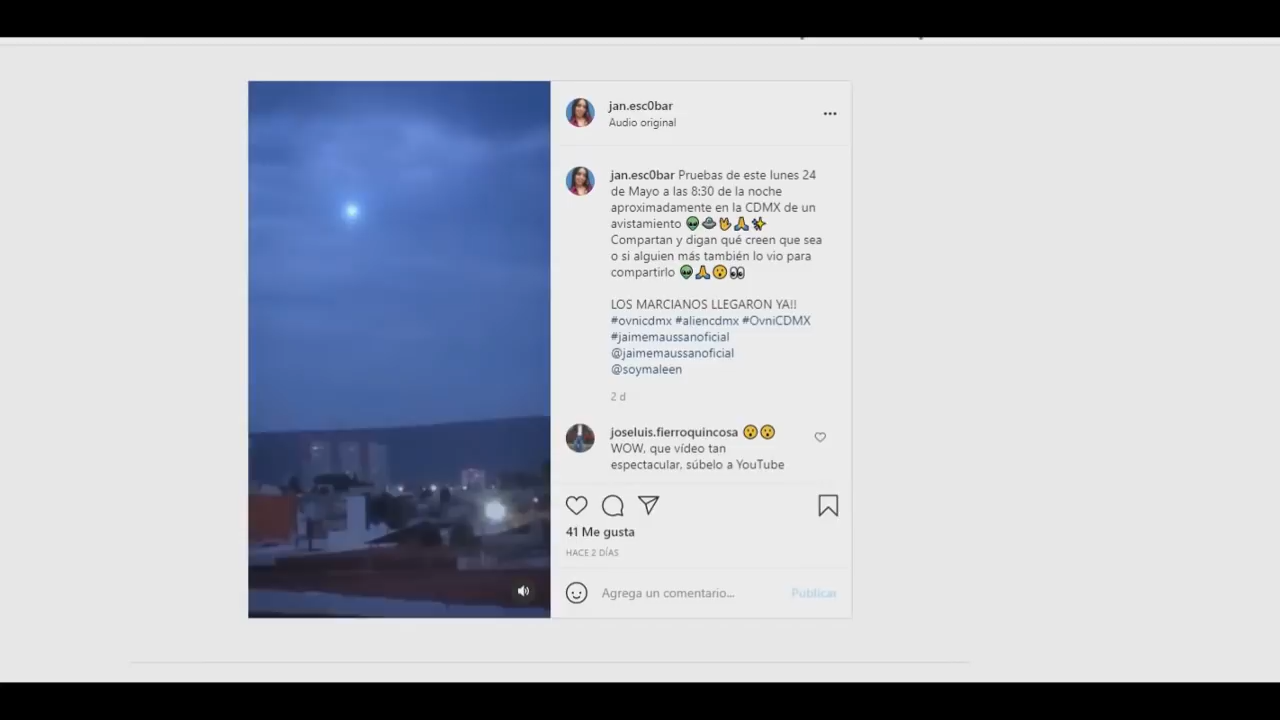 jan.esc0bar
Audio original
jan.esc0bar Pruebas de este lunes 24
de Mayo a las 8:30 de la noche
aproximadamente en la CDMX de un
avistamiento 👽🛸🖖🙏✨
Compartan y digan qué creen que sea
o si alguien más también lo vio para
compartirlo 👽🙏😯👀
LOS MARCIANOS LLEGARON YA!!
#ovnicdmx #aliencdmx #OvniCDMX
#jaimemaussanoficial
@jaimemaussanoficial
@soymaleen
2 d
joseluis.fierroquincosa 😯😯
WOW, que vídeo tan
espectacular, súbelo a YouTube
41 Me gusta
HACE 2 DÍAS
Agrega un comentario... Publicar